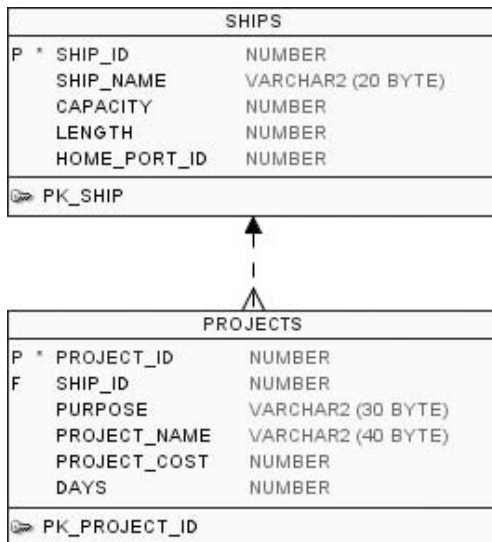 SHIPS
P * SHIP_ID NUMBER
SHIP_NAME VARCHAR2 (20 BYTE)
CAPACITY NUMBER
LENGTH NUMBER
HOME_PORT_ID NUMBER
PK_SHIP
PROJECTS
P * PROJECT_ID NUMBER
F SHIP_ID NUMBER
PURPOSE VARCHAR2 (30 BYTE)
PROJECT_NAME VARCHAR2 (40 BYTE)
PROJECT_COST NUMBER
DAYS NUMBER
PK_PROJECT_ID